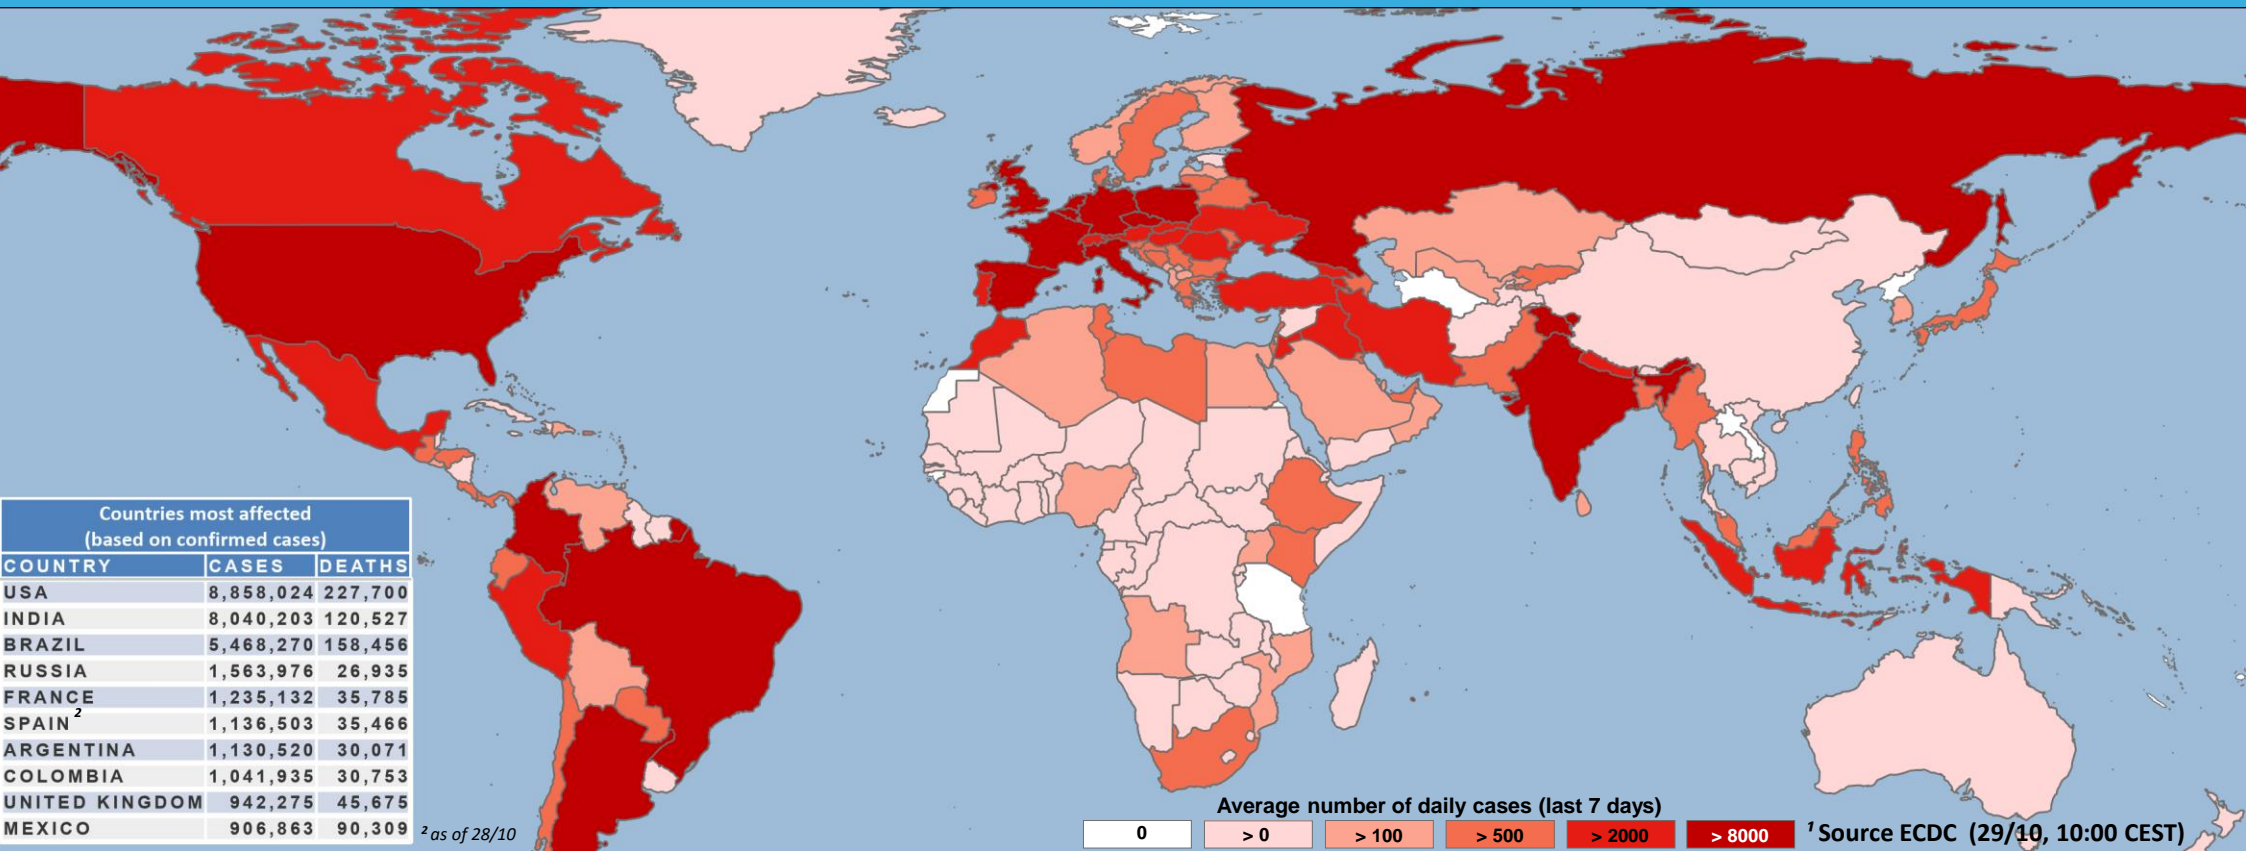 Countries most affected
(based on confirmed cases)
COUNTRY CASES DEATHS
USA 8,858,024 227,700
INDIA 8,040,203 120,527
BRAZIL 5,468,270 158,456
RUSSIA 1,563,976 26,935
FRANCE 1,235,132 35,785
SPAIN ² 1,136,503 35,466
ARGENTINA 1,130,520 30,071
COLOMBIA 1,041,935 30,753
UNITED KINGDOM 942,275 45,675
MEXICO 906,863 90,309
² as of 28/10
Average number of daily cases (last 7 days)
0 > 0 > 100 > 500 > 2000 > 8000
¹ Source ECDC (29/10, 10:00 CEST)